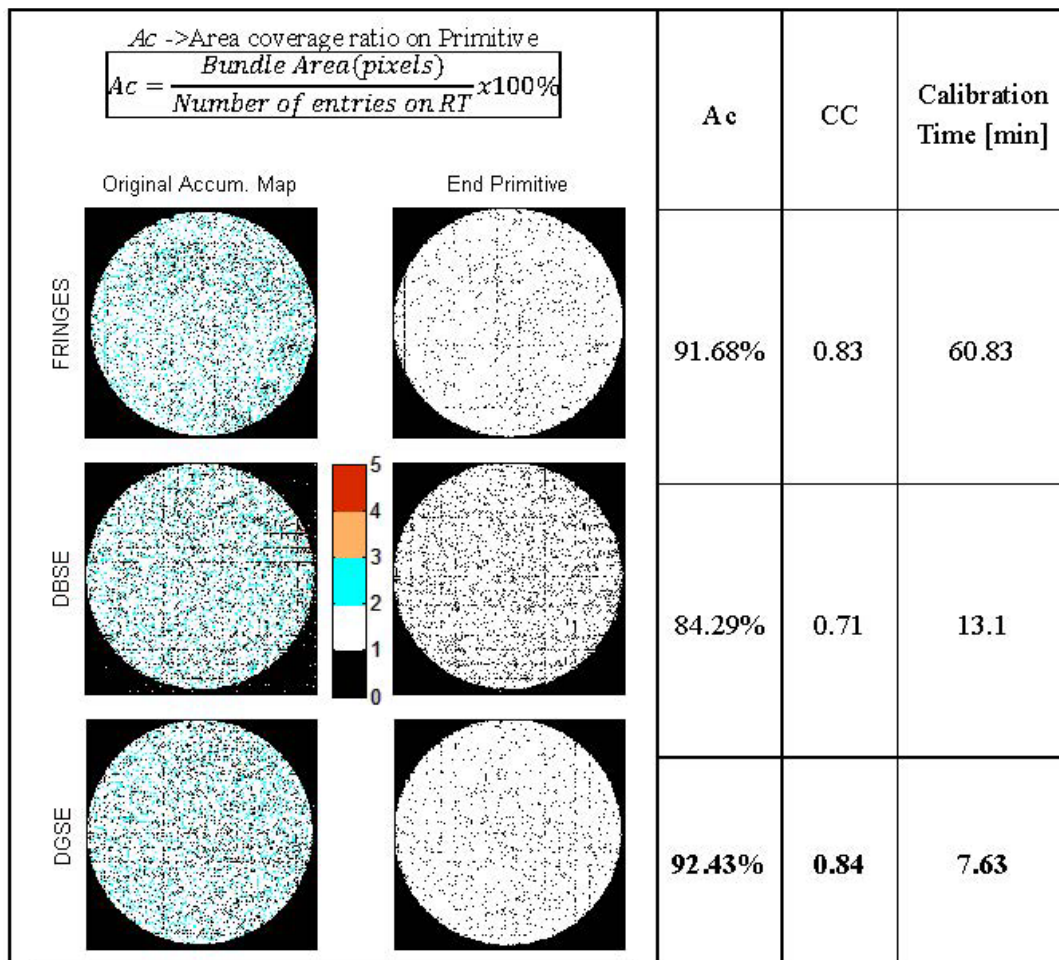 Ac ->Area coverage ratio on Primitive
Ac = Bundle Area(pixels) / Number of entries on RT x100%
Ac
CC
Calibration
Time [min]
Original Accum. Map
End Primitive
FRINGES
91.68%
0.83
60.83
DBSE
5
4
3
2
1
0
84.29%
0.71
13.1
DGSE
92.43%
0.84
7.63